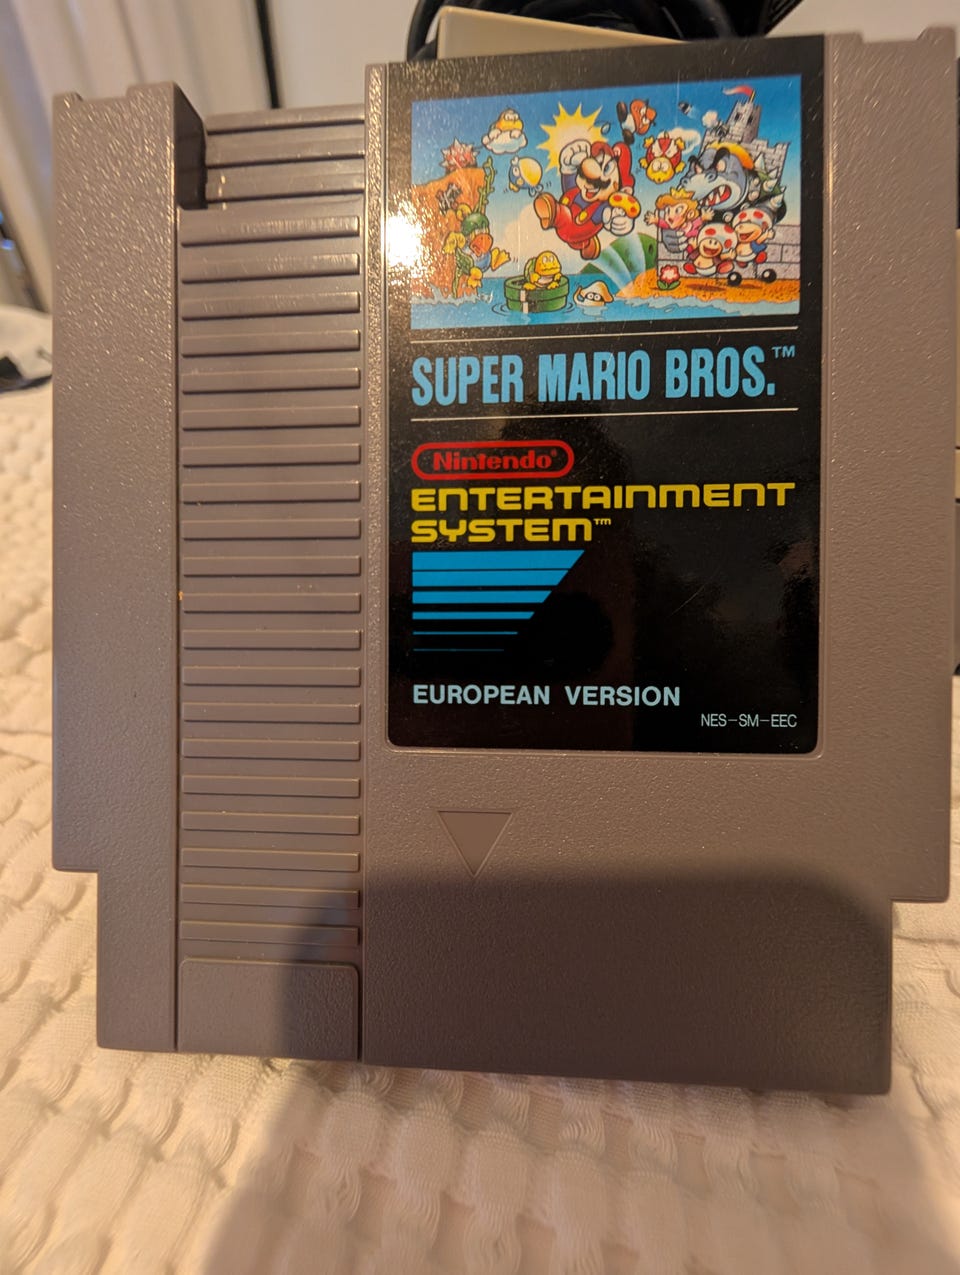 SUPER MARIO BROS.™
Nintendo®
ENTERTAINMENT
SYSTEM™
EUROPEAN VERSION
NES-SM-EEC